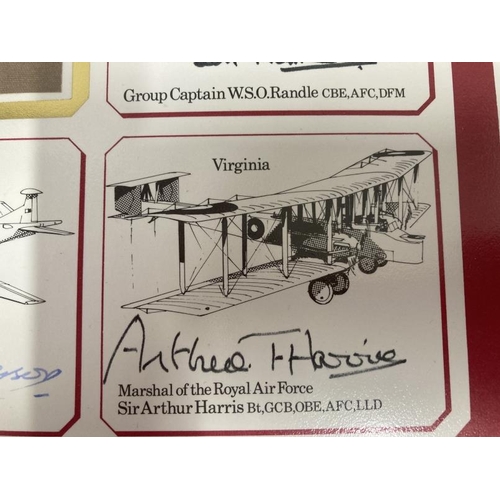 Group Captain W.S.O. Randle CBE, AFC, DFM
Virginia
Arthur T Harris
Marshal of the Royal Air Force
Sir Arthur Harris Bt, GCB, OBE, AFC, LLD